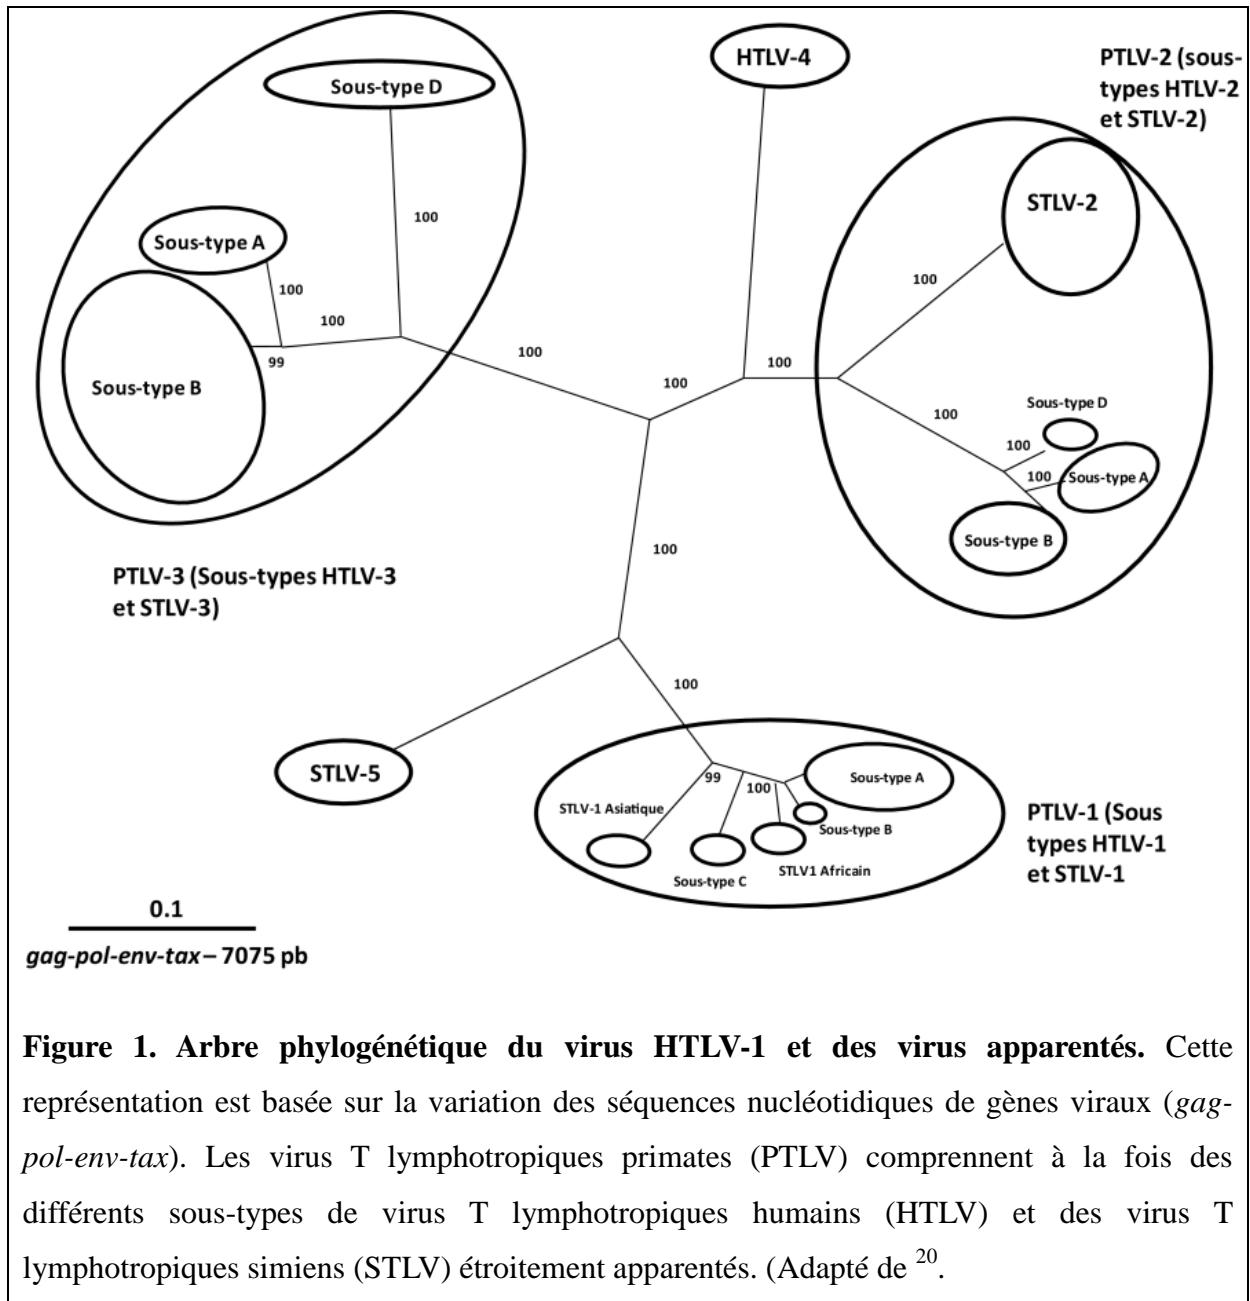 Sous-type D
HTLV-4
PTLV-2 (sous-
types HTLV-2
et STLV-2)
STLV-2
100
Sous-type A
100
100
100
99
Sous-type B
100
100
100
100
Sous-type D
100
100
Sous-type A
Sous-type B
PTLV-3 (Sous-types HTLV-3
et STLV-3)
100
100
STLV-5
99
100
Sous-type A
STLV-1 Asiatique
Sous-type B
Sous-type C
STLV1 Africain
PTLV-1 (Sous
types HTLV-1
et STLV-1
0.1
gag-pol-env-tax – 7075 pb
Figure 1. Arbre phylogénétique du virus HTLV-1 et des virus apparentés. Cette
représentation est basée sur la variation des séquences nucléotidiques de gènes viraux (gag-
pol-env-tax). Les virus T lymphotropiques primates (PTLV) comprennent à la fois des
différents sous-types de virus T lymphotropiques humains (HTLV) et des virus T
lymphotropiques simiens (STLV) étroitement apparentés. (Adapté de 20.